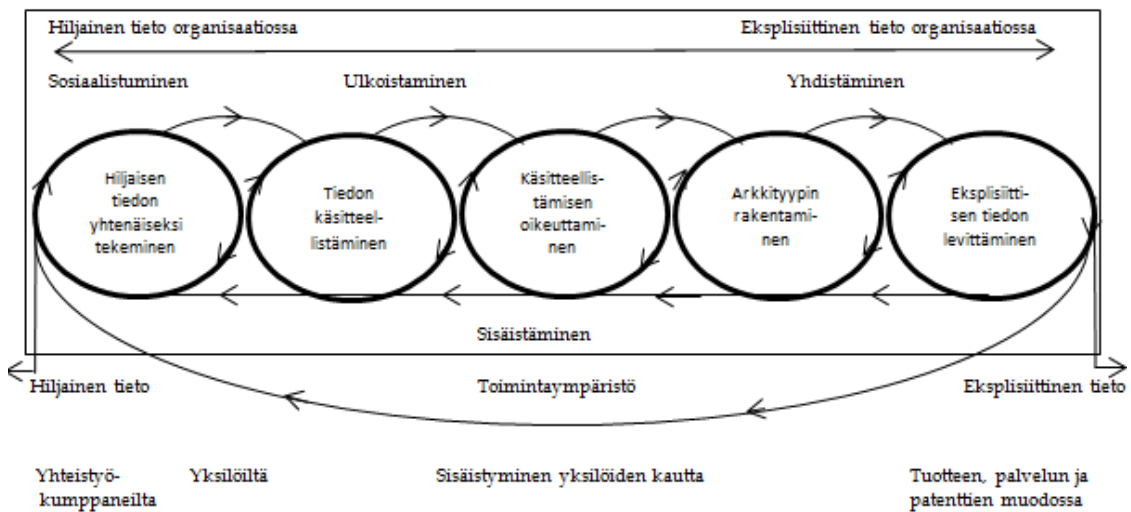 Hiljainen tieto organisaatiossa
Eksplisiittinen tieto organisaatiossa
Sosiaalistuminen
Ulkoistaminen
Yhdistäminen
Hiljaisen
tiedon
yhtenäiseksi
tekeminen
Tiedon
käsitteel-
listäminen
Käsitteellis-
tämisen
oikeuttami-
nen
Arkkityypin
rakentami-
nen
Eksplisiitti-
sen tiedon
levittäminen
Sisäistäminen
Hiljainen tieto
Toimintaympäristö
Eksplisiittinen tieto
Yhteistyö-
kumppaneilta
Yksilöiltä
Sisäistyminen yksilöiden kautta
Tuotteen, palvelun ja
patenttien muodossa